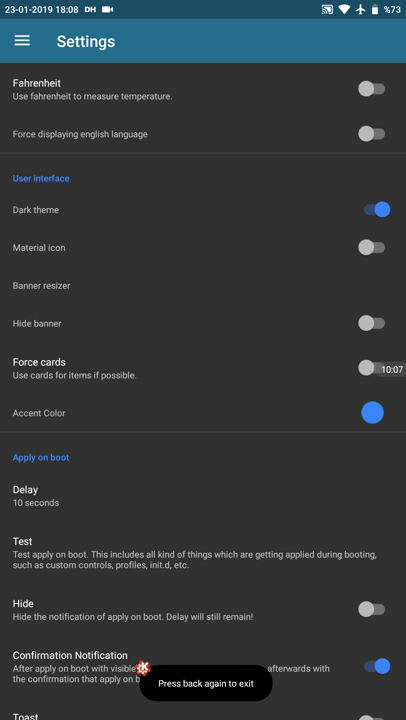 23-01-2019 18:08 DH %73
Settings
Fahrenheit
Use fahrenheit to measure temperature.
Force displaying english language
User interface
Dark theme
Material icon
Banner resizer
Hide banner
Force cards
Use cards for items if possible.
10:07
Accent Color
Apply on boot
Delay
10 seconds
Test
Test apply on boot. This includes all kind of things which are getting applied during booting,
such as custom controls, profiles, init.d, etc.
Hide
Hide the notification of apply on boot. Delay will still remain!
Confirmation Notification
After apply on boot with visible afterwards with
the confirmation that apply on b
Press back again to exit
Toast